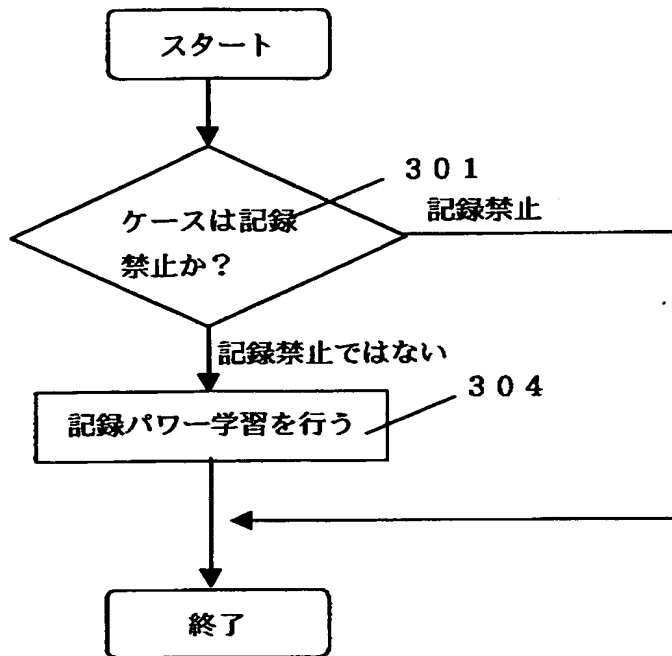 スタート
301
ケースは記録
禁止か？
記録禁止
記録禁止ではない
304
記録パワー学習を行う
終了